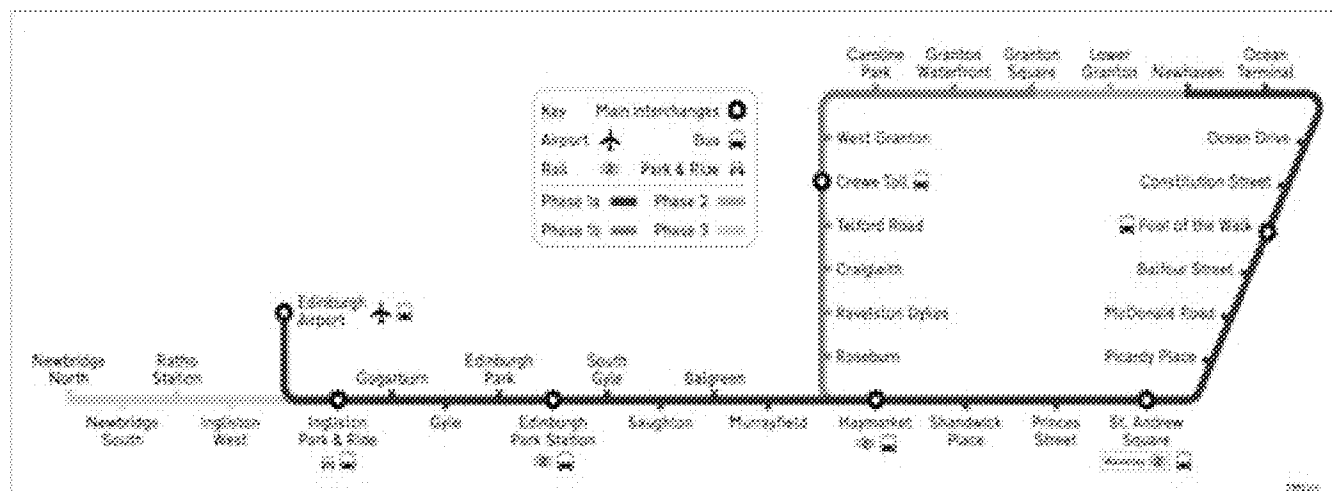 Caroline
Park
Granton
Waterfront
Granton
Square
Lower
Granton
Newhaven
Ocean
Terminal
Key Main interchanges
Airport Bus
Rail Park & Ride
Phase 1a Phase 2
Phase 1b Phase 3
West Granton
Crewe Toll
Telford Road
Craigleith
Ravelston Dykes
Roseburn
Ocean Drive
Constitution Street
Foot of the Walk
Balfour Street
McDonald Road
Picardy Place
Edinburgh
Airport
Newbridge
North
Ratho
Station
Gogarburn
Edinburgh
Park
South
Gyle
Balgreen
Newbridge
South
Ingliston
West
Ingliston
Park & Ride
Gyle
Edinburgh
Park Station
Saughton
Murrayfield
Haymarket
Shandwick
Place
Princes
Street
St. Andrew
Square